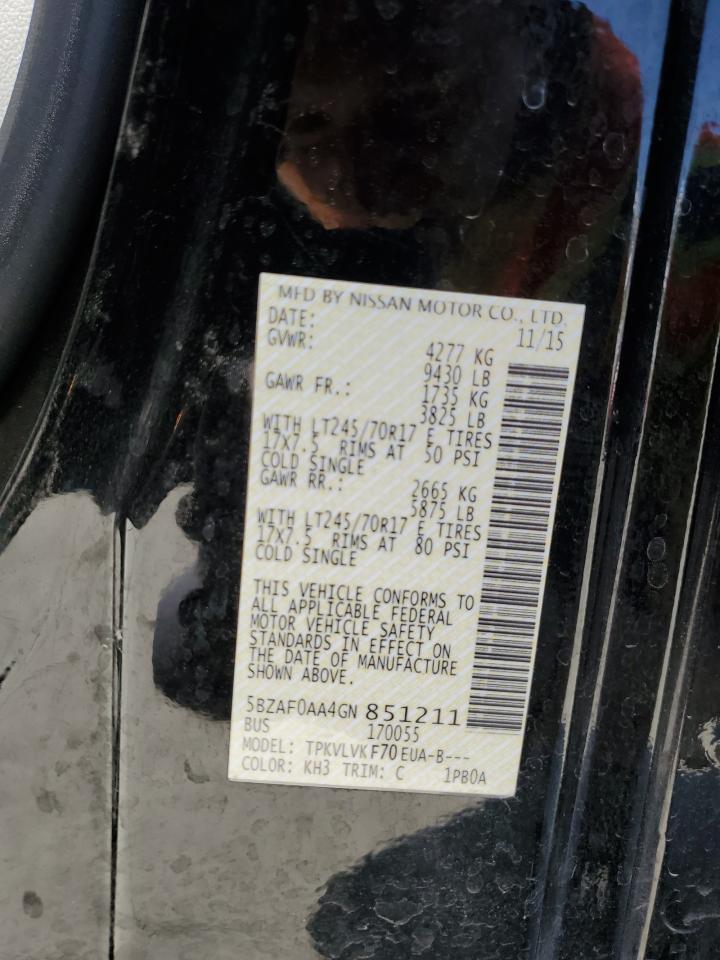 MFD BY NISSAN MOTOR CO., LTD.
DATE: 11/15
GVWR: 4277 KG
9430 LB
GAWR FR.: 1735 KG
3825 LB
WITH LT245/70R17 E TIRES
17X7.5 RIMS AT 50 PSI
COLD SINGLE
GAWR RR.: 2665 KG
5875 LB
WITH LT245/70R17 E TIRES
17X7.5 RIMS AT 80 PSI
COLD SINGLE
THIS VEHICLE CONFORMS TO
ALL APPLICABLE FEDERAL
MOTOR VEHICLE SAFETY
STANDARDS IN EFFECT ON
THE DATE OF MANUFACTURE
SHOWN ABOVE.
5BZAF0AA4GN 851211
BUS 170055
MODEL: TPKVLVK F70 EUA-B---
COLOR: KH3 TRIM: C 1PB0A